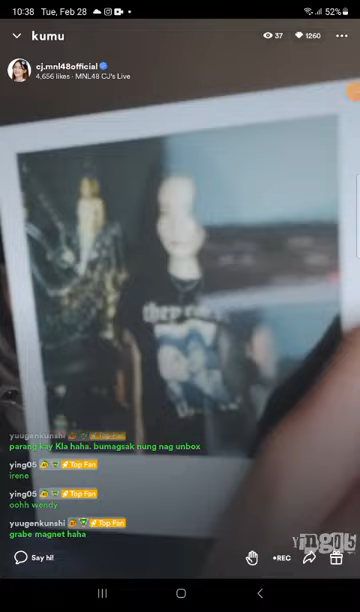 10:38 Tue, Feb 28 52%
kumu 37 1260
cj.mnl48official
4,656 likes · MNL48 CJ's Live
yuugenkunshi
parang kay Kla haha. bumagsak nung nag unbox
ying05 Top Fan
irene
ying05 Top Fan
oohh wendy
yuugenkunshi Top Fan
grabe magnet haha
Say hi! •REC